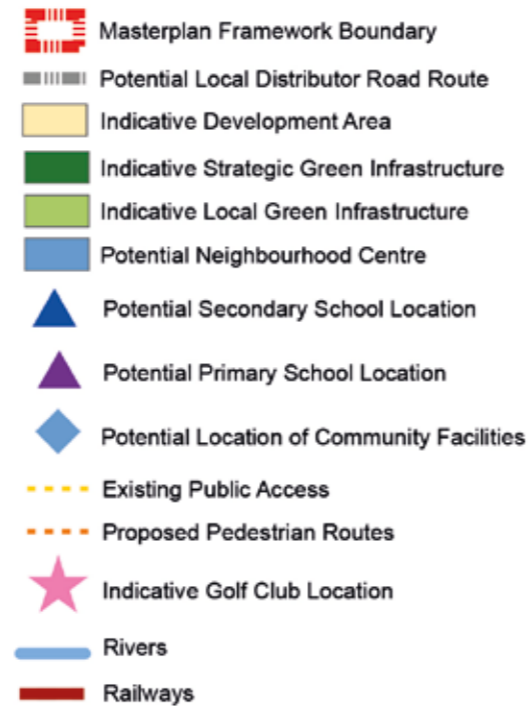 Masterplan Framework Boundary
Potential Local Distributor Road Route
Indicative Development Area
Indicative Strategic Green Infrastructure
Indicative Local Green Infrastructure
Potential Neighbourhood Centre
Potential Secondary School Location
Potential Primary School Location
Potential Location of Community Facilities
Existing Public Access
Proposed Pedestrian Routes
Indicative Golf Club Location
Rivers
Railways